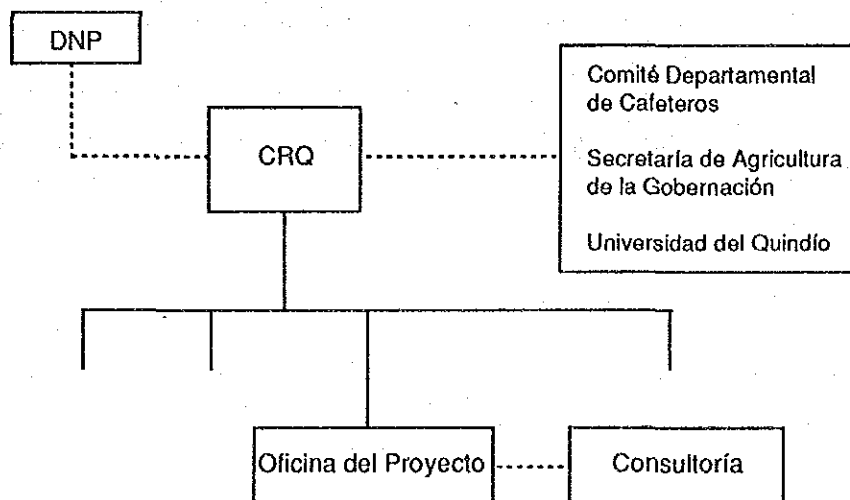 DNP
Comité Departamental
de Cafeteros
CRQ
Secretaría de Agricultura
de la Gobernación
Universidad del Quindío
Oficina del Proyecto
Consultoría